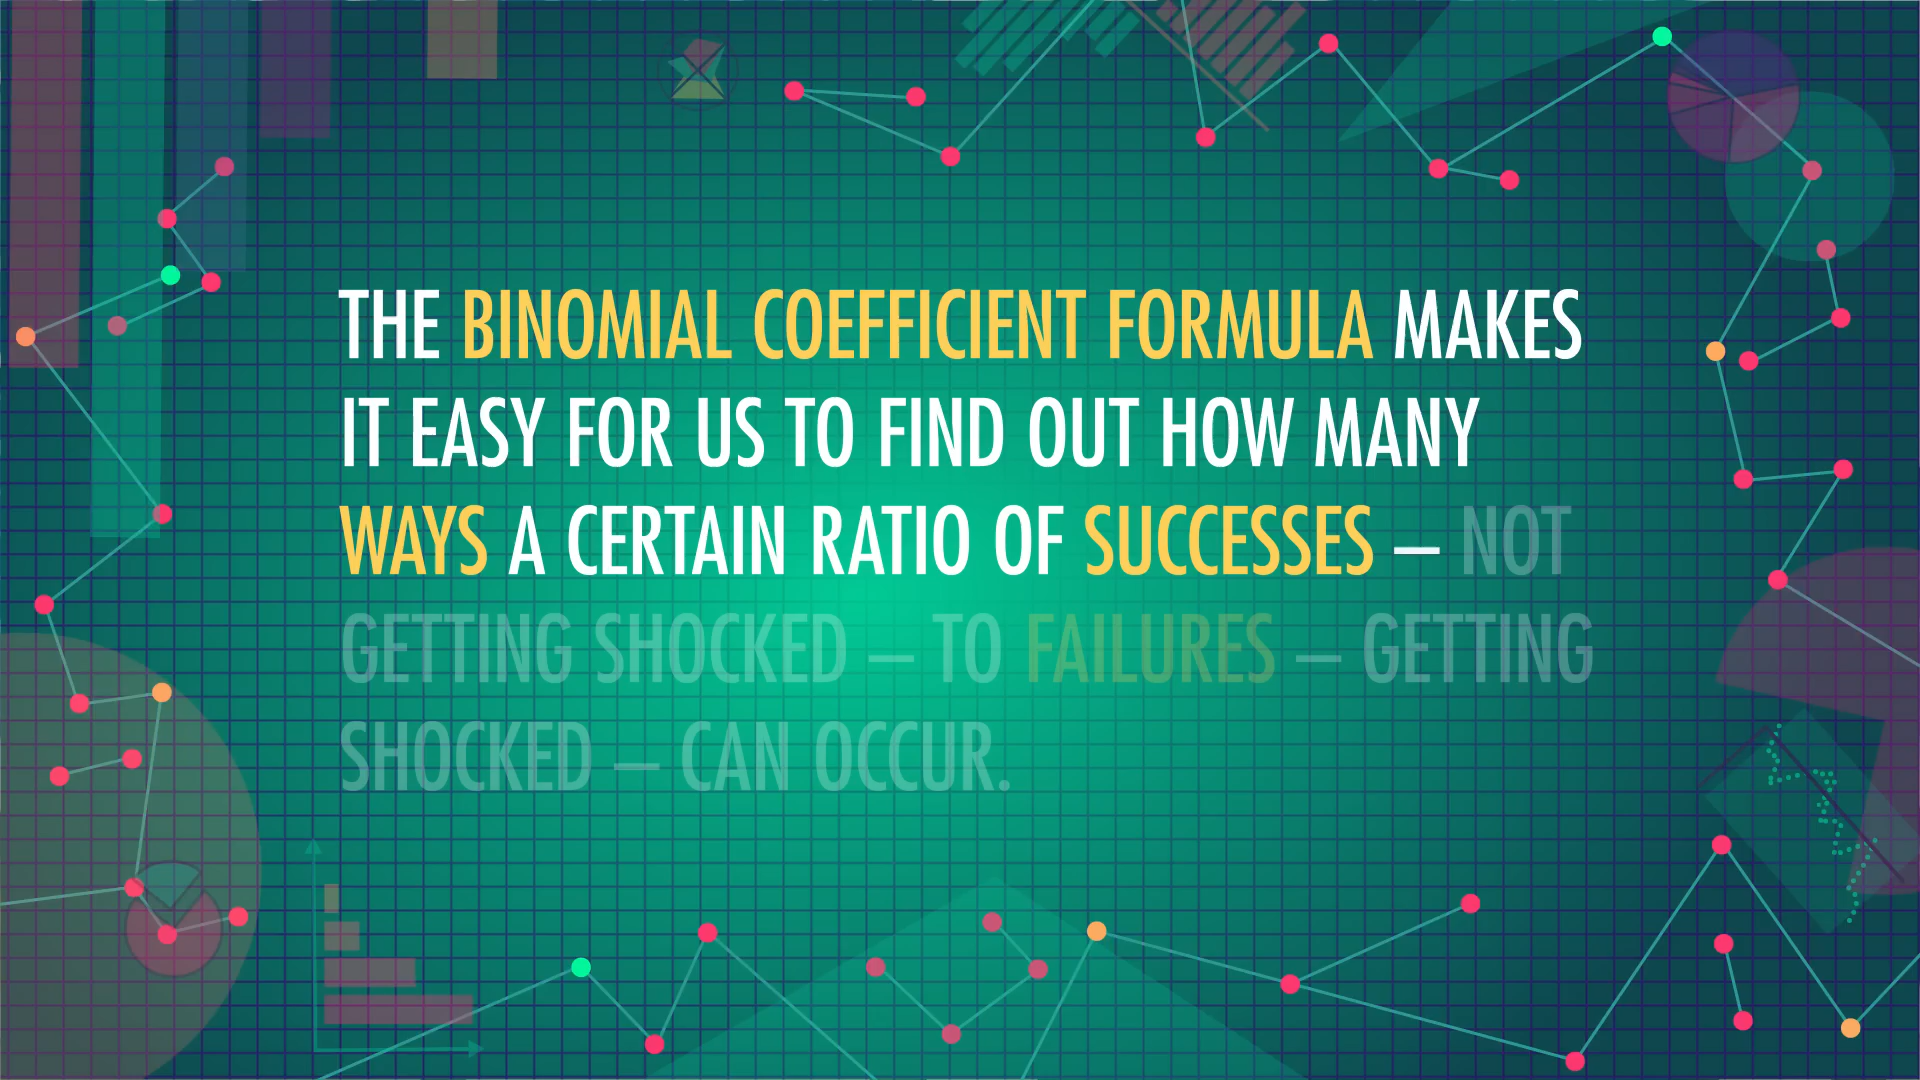 THE BINOMIAL COEFFICIENT FORMULA MAKES
IT EASY FOR US TO FIND OUT HOW MANY
WAYS A CERTAIN RATIO OF SUCCESSES – NOT
GETTING SHOCKED – TO FAILURES – GETTING
SHOCKED – CAN OCCUR.